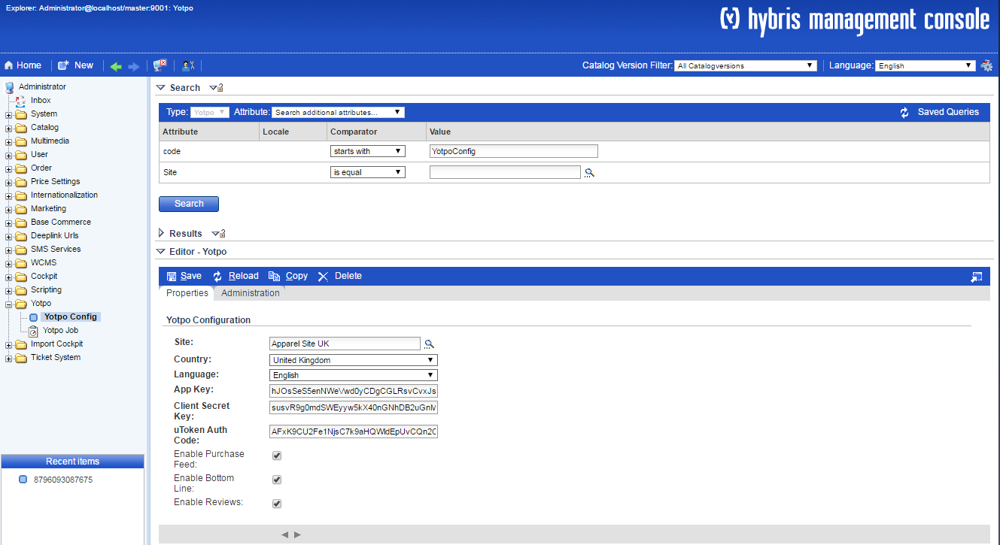 Explorer: Administrator@localhost/master:9001: Yotpo
hybris management console
Home New Catalog Version Filter: All Catalogversions Language: English
Administrator
Inbox
System
Catalog
Multimedia
User
Order
Price Settings
Internationalization
Marketing
Base Commerce
Deeplink Urls
SMS Services
WCMS
Cockpit
Scripting
Yotpo
Yotpo Config
Yotpo Job
Import Cockpit
Ticket System
Recent items
8796093087675
Search
Type: Yotpo Attribute: Search additional attributes... Saved Queries
Attribute Locale Comparator Value
code starts with YotpoConfig
Site is equal
Search
Results
Editor - Yotpo
Save Reload Copy Delete
Properties Administration
Yotpo Configuration
Site: Apparel Site UK
Country: United Kingdom
Language: English
App Key:
Client Secret
Key:
uToken Auth
Code:
Enable Purchase
Feed:
Enable Bottom
Line:
Enable Reviews: